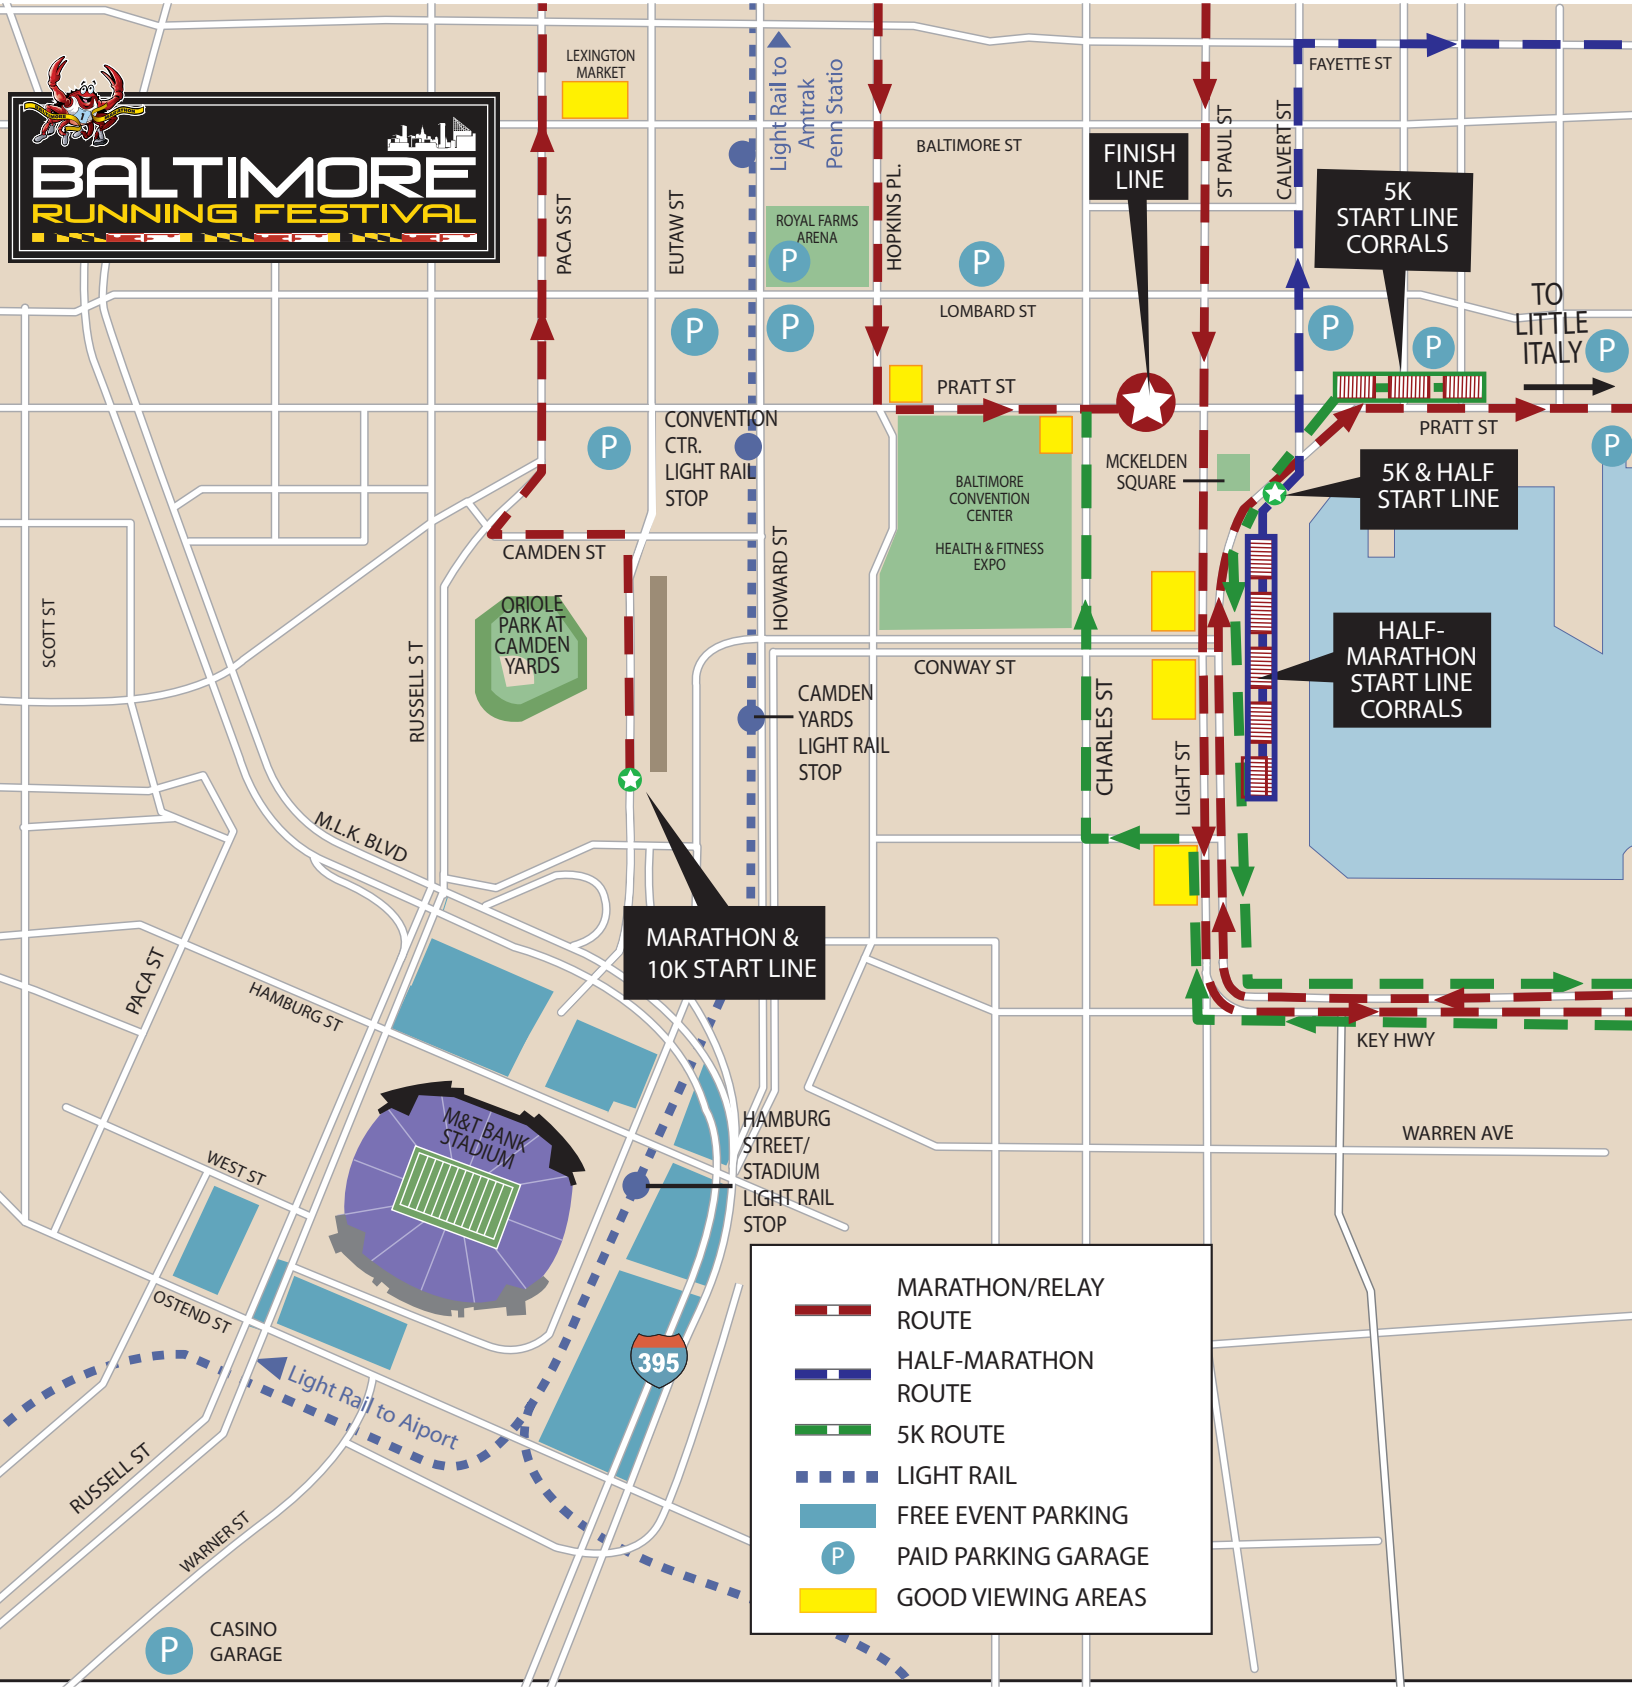 BALTIMORE
RUNNING FESTIVAL
LEXINGTON
MARKET
Light Rail to
Amtrak
Penn Statio
FAYETTE ST
BALTIMORE ST
FINISH
LINE
ST PAUL ST
CALVERT ST
5K
START LINE
CORRALS
PACA SST
EUTAW ST
ROYAL FARMS
ARENA
P
HOPKINS PL.
P
LOMBARD ST
P
P
P
P
TO
LITTLE
ITALY
P
PRATT ST
PRATT ST
P
P
CONVENTION
CTR.
LIGHT RAIL
STOP
MCKELDEN
SQUARE
5K & HALF
START LINE
BALTIMORE
CONVENTION
CENTER
HEALTH & FITNESS
EXPO
CAMDEN ST
HOWARD ST
SCOTT ST
ORIOLE
PARK AT
CAMDEN
YARDS
RUSSELL S T
CONWAY ST
HALF-
MARATHON
START LINE
CORRALS
CAMDEN
YARDS
LIGHT RAIL
STOP
CHARLES ST
LIGHT ST
M.L.K. BLVD
MARATHON &
10K START LINE
PACA ST
HAMBURG ST
KEY HWY
M&T BANK
STADIUM
HAMBURG
STREET/
STADIUM
LIGHT RAIL
STOP
WARREN AVE
WEST ST
OSTEND ST
395
Light Rail to Aiport
RUSSELL ST
WARNER ST
P
CASINO
GARAGE
MARATHON/RELAY
ROUTE
HALF-MARATHON
ROUTE
5K ROUTE
LIGHT RAIL
FREE EVENT PARKING
P
PAID PARKING GARAGE
GOOD VIEWING AREAS